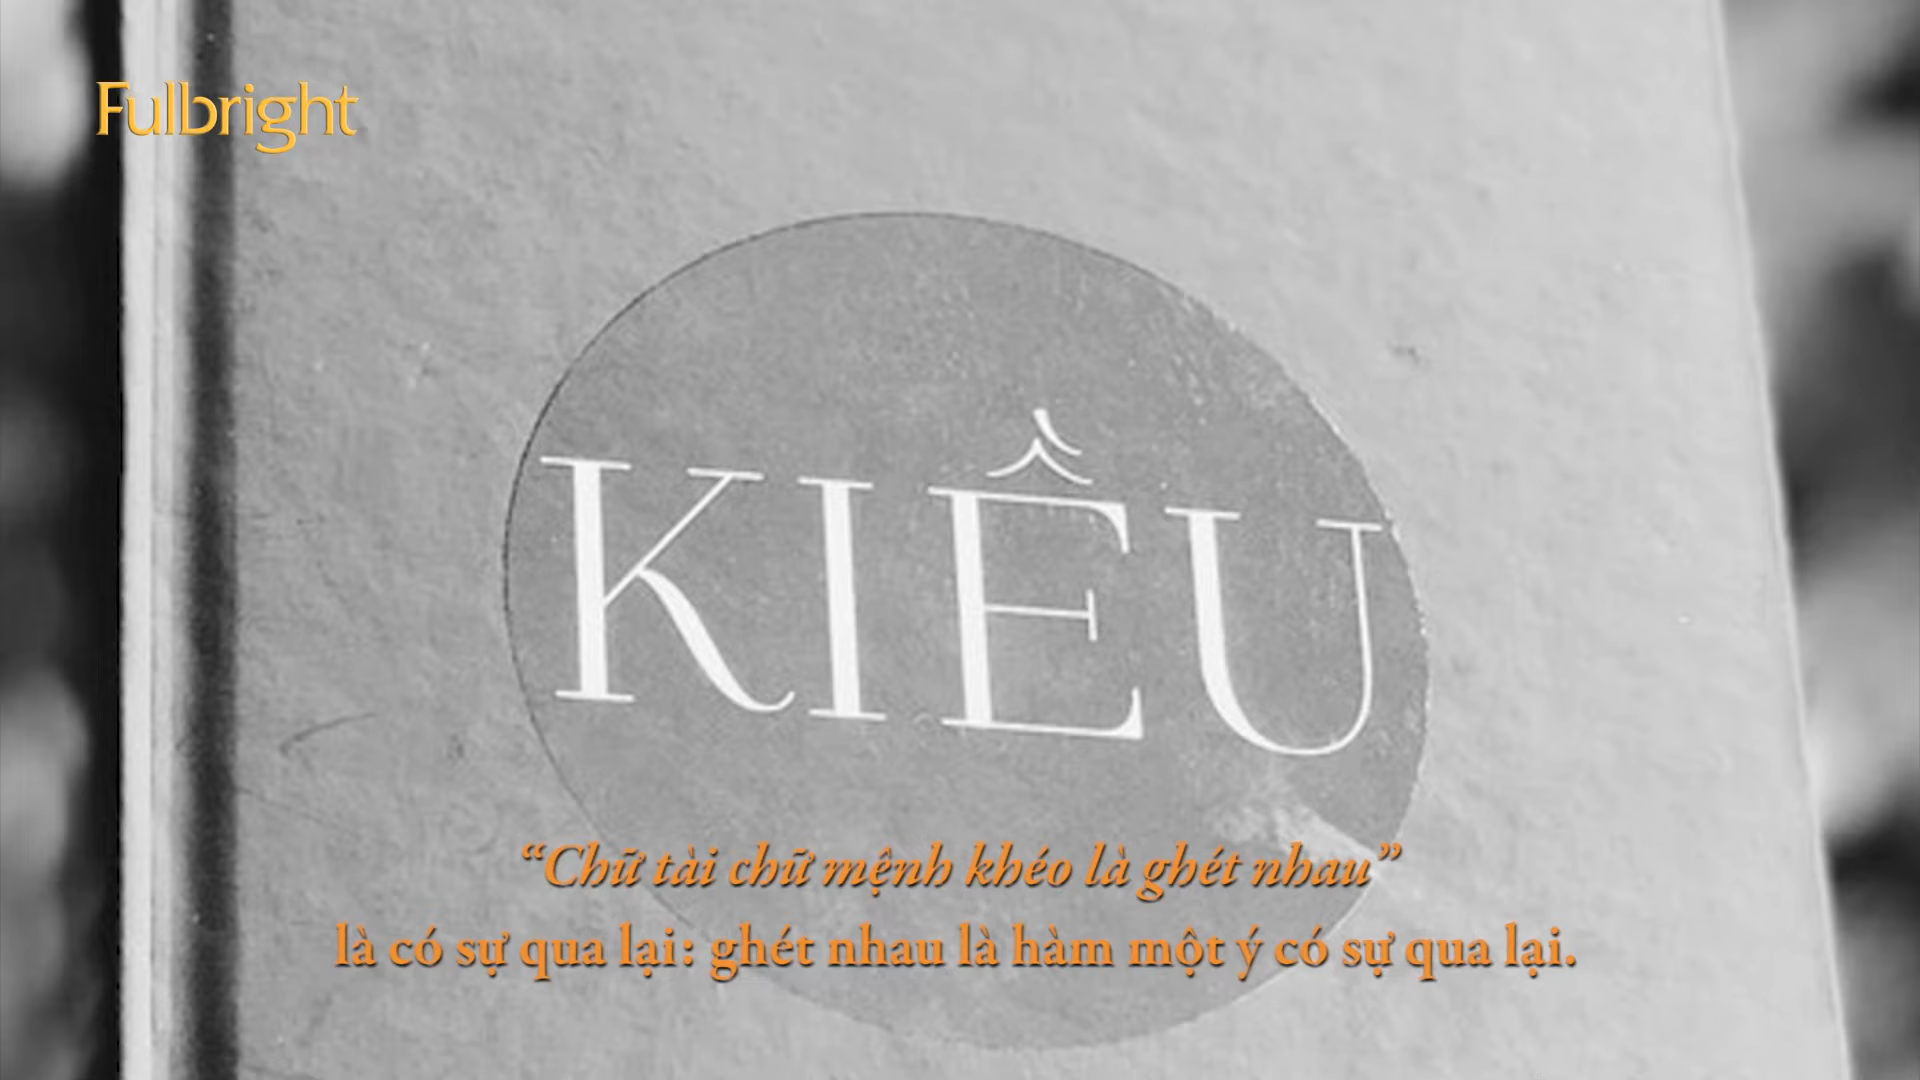 Fulbright
KIỀU
“Chữ tài chữ mệnh khéo là ghét nhau”
là có sự qua lại: ghét nhau là hàm một ý có sự qua lại.